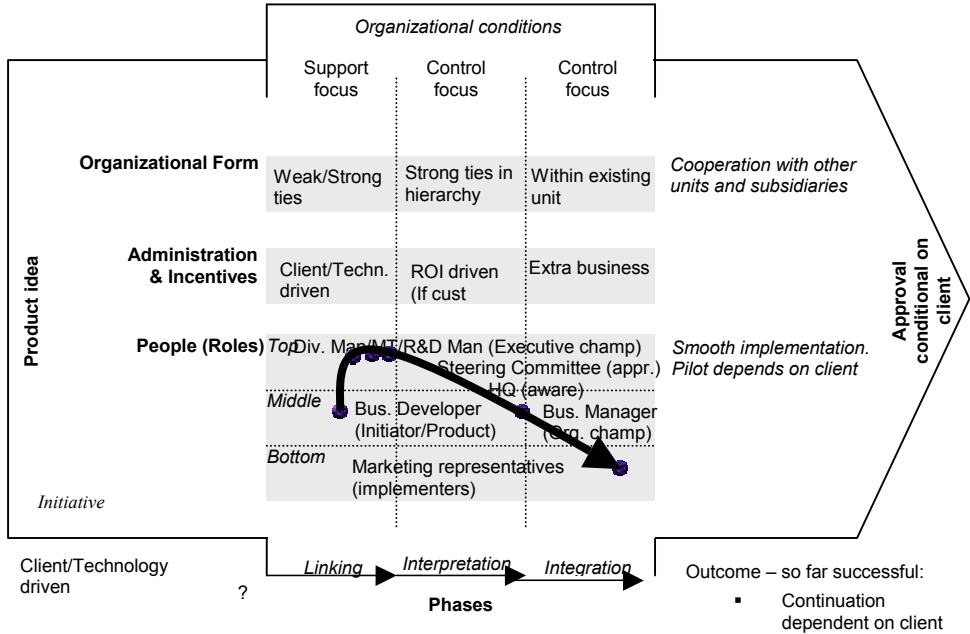 Organizational conditions
Support
focus
Control
focus
Control
focus
Organizational Form
Weak/Strong
ties
Strong ties in
hierarchy
Within existing
unit
Cooperation with other
units and subsidiaries
Administration
& Incentives
Client/Techn.
driven
ROI driven
(If cust
Extra business
Product idea
Approval
conditional on
client
People (Roles)
Top
Div. Man/MT/R&D Man (Executive champ)
Steering Committee (appr.)
HQ (aware)
Smooth implementation.
Pilot depends on client
Middle
Bus. Developer
(Initiator/Product)
Bus. Manager
(Org. champ)
Bottom
Marketing representatives
(implementers)
Initiative
Client/Technology
driven
?
Linking
Interpretation
Integration
Phases
Outcome – so far successful:
▪ Continuation
dependent on client